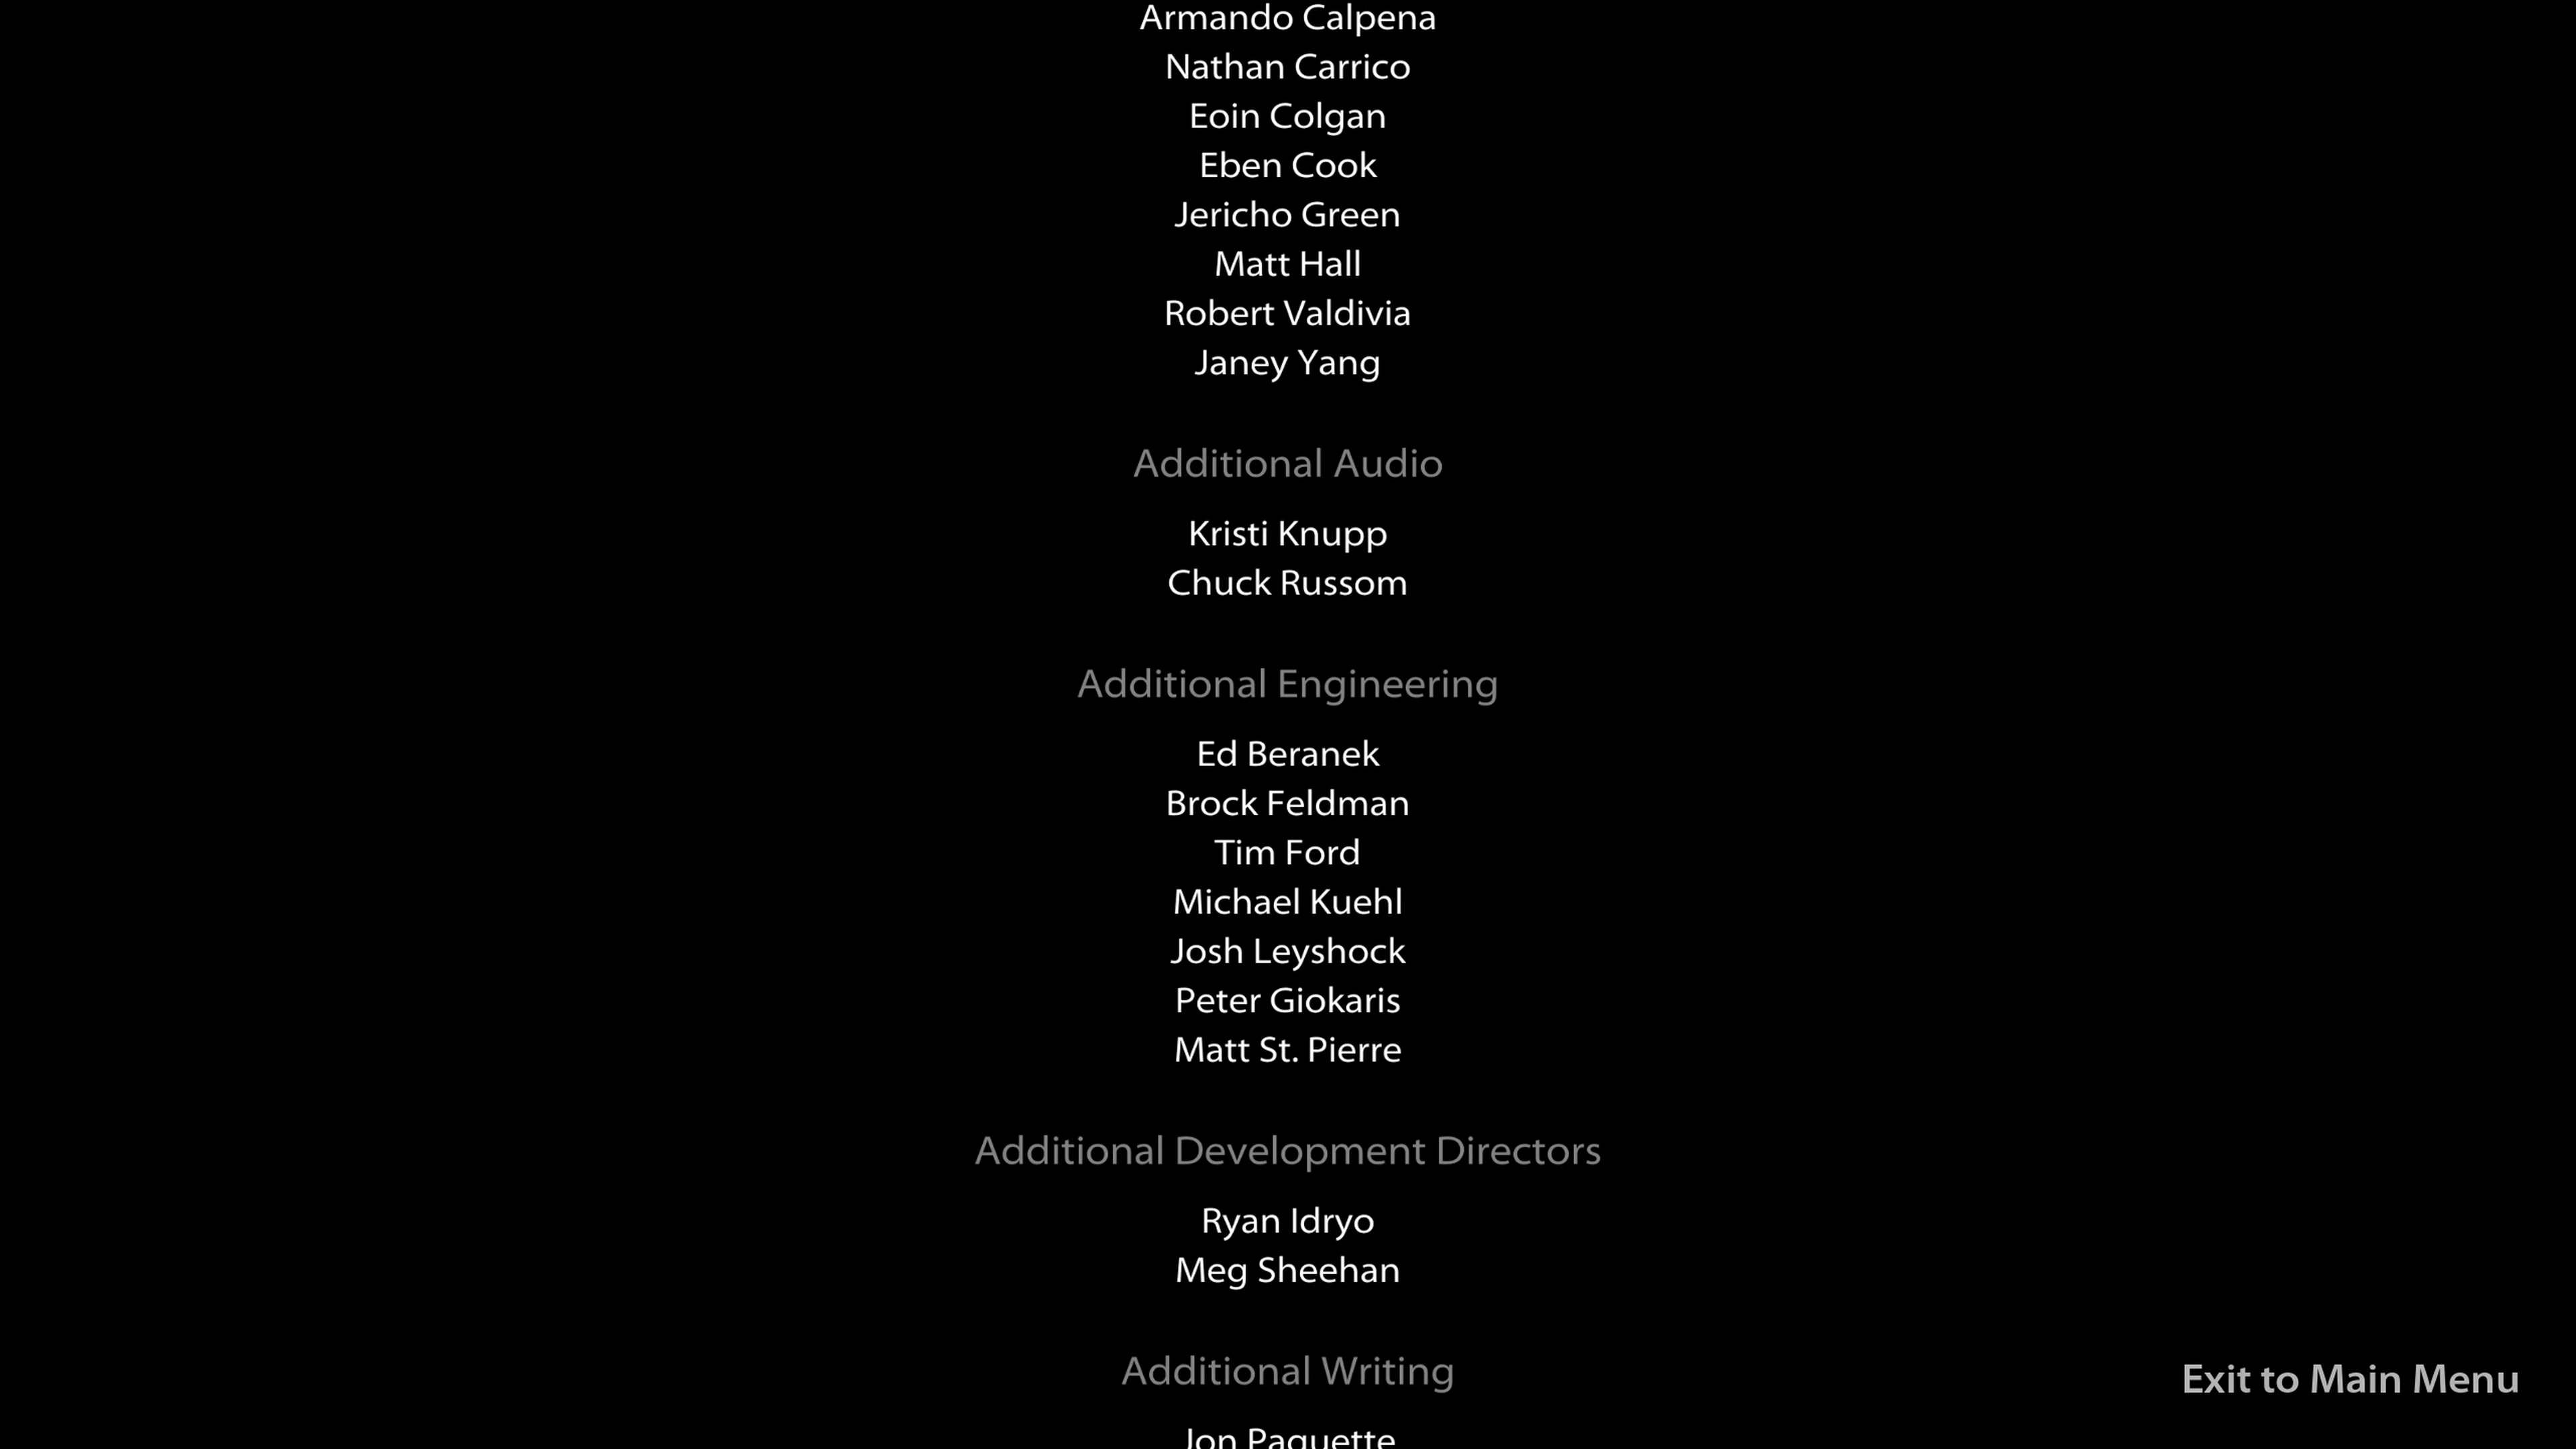 Armando Calpena
Nathan Carrico
Eoin Colgan
Eben Cook
Jericho Green
Matt Hall
Robert Valdivia
Janey Yang
Additional Audio
Kristi Knupp
Chuck Russom
Additional Engineering
Ed Beranek
Brock Feldman
Tim Ford
Michael Kuehl
Josh Leyshock
Peter Giokaris
Matt St. Pierre
Additional Development Directors
Ryan Idryo
Meg Sheehan
Additional Writing
Exit to Main Menu
Jon Paquette